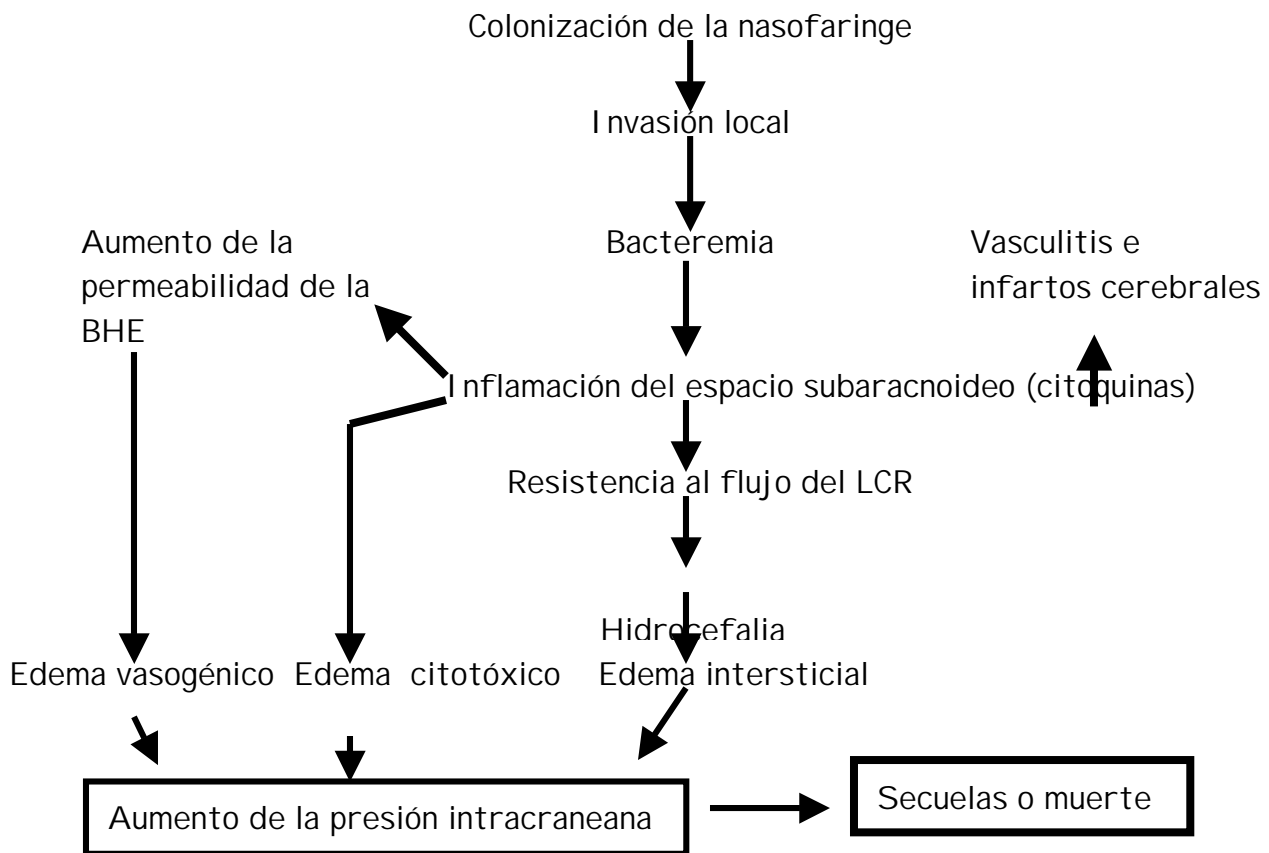 Colonización de la nasofaringe
Invasión local
Aumento de la
permeabilidad de la
BHE
Bacteremia
Vasculitis e
infartos cerebrales
Inflamación del espacio subaracnoideo (citoquinas)
Resistencia al flujo del LCR
Hidrocefalia
Edema vasogénico
Edema citotóxico
Edema intersticial
Aumento de la presión intracraneana
Secuelas o muerte